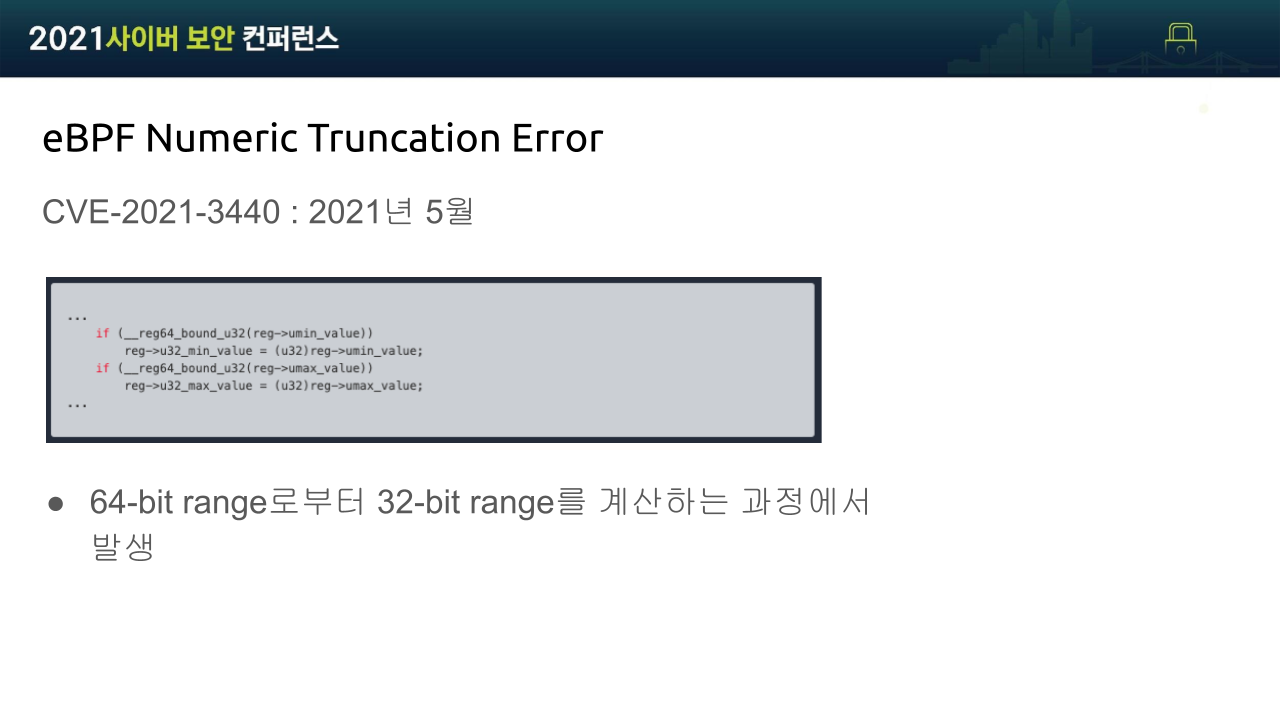 2021사이버 보안 컨퍼런스
eBPF Numeric Truncation Error
CVE-2021-3440 : 2021년 5월
...
if (__reg64_bound_u32(reg->umin_value))
reg->u32_min_value = (u32)reg->umin_value;
if (__reg64_bound_u32(reg->umax_value))
reg->u32_max_value = (u32)reg->umax_value;
...
● 64-bit range로부터 32-bit range를 계산하는 과정에서
발생